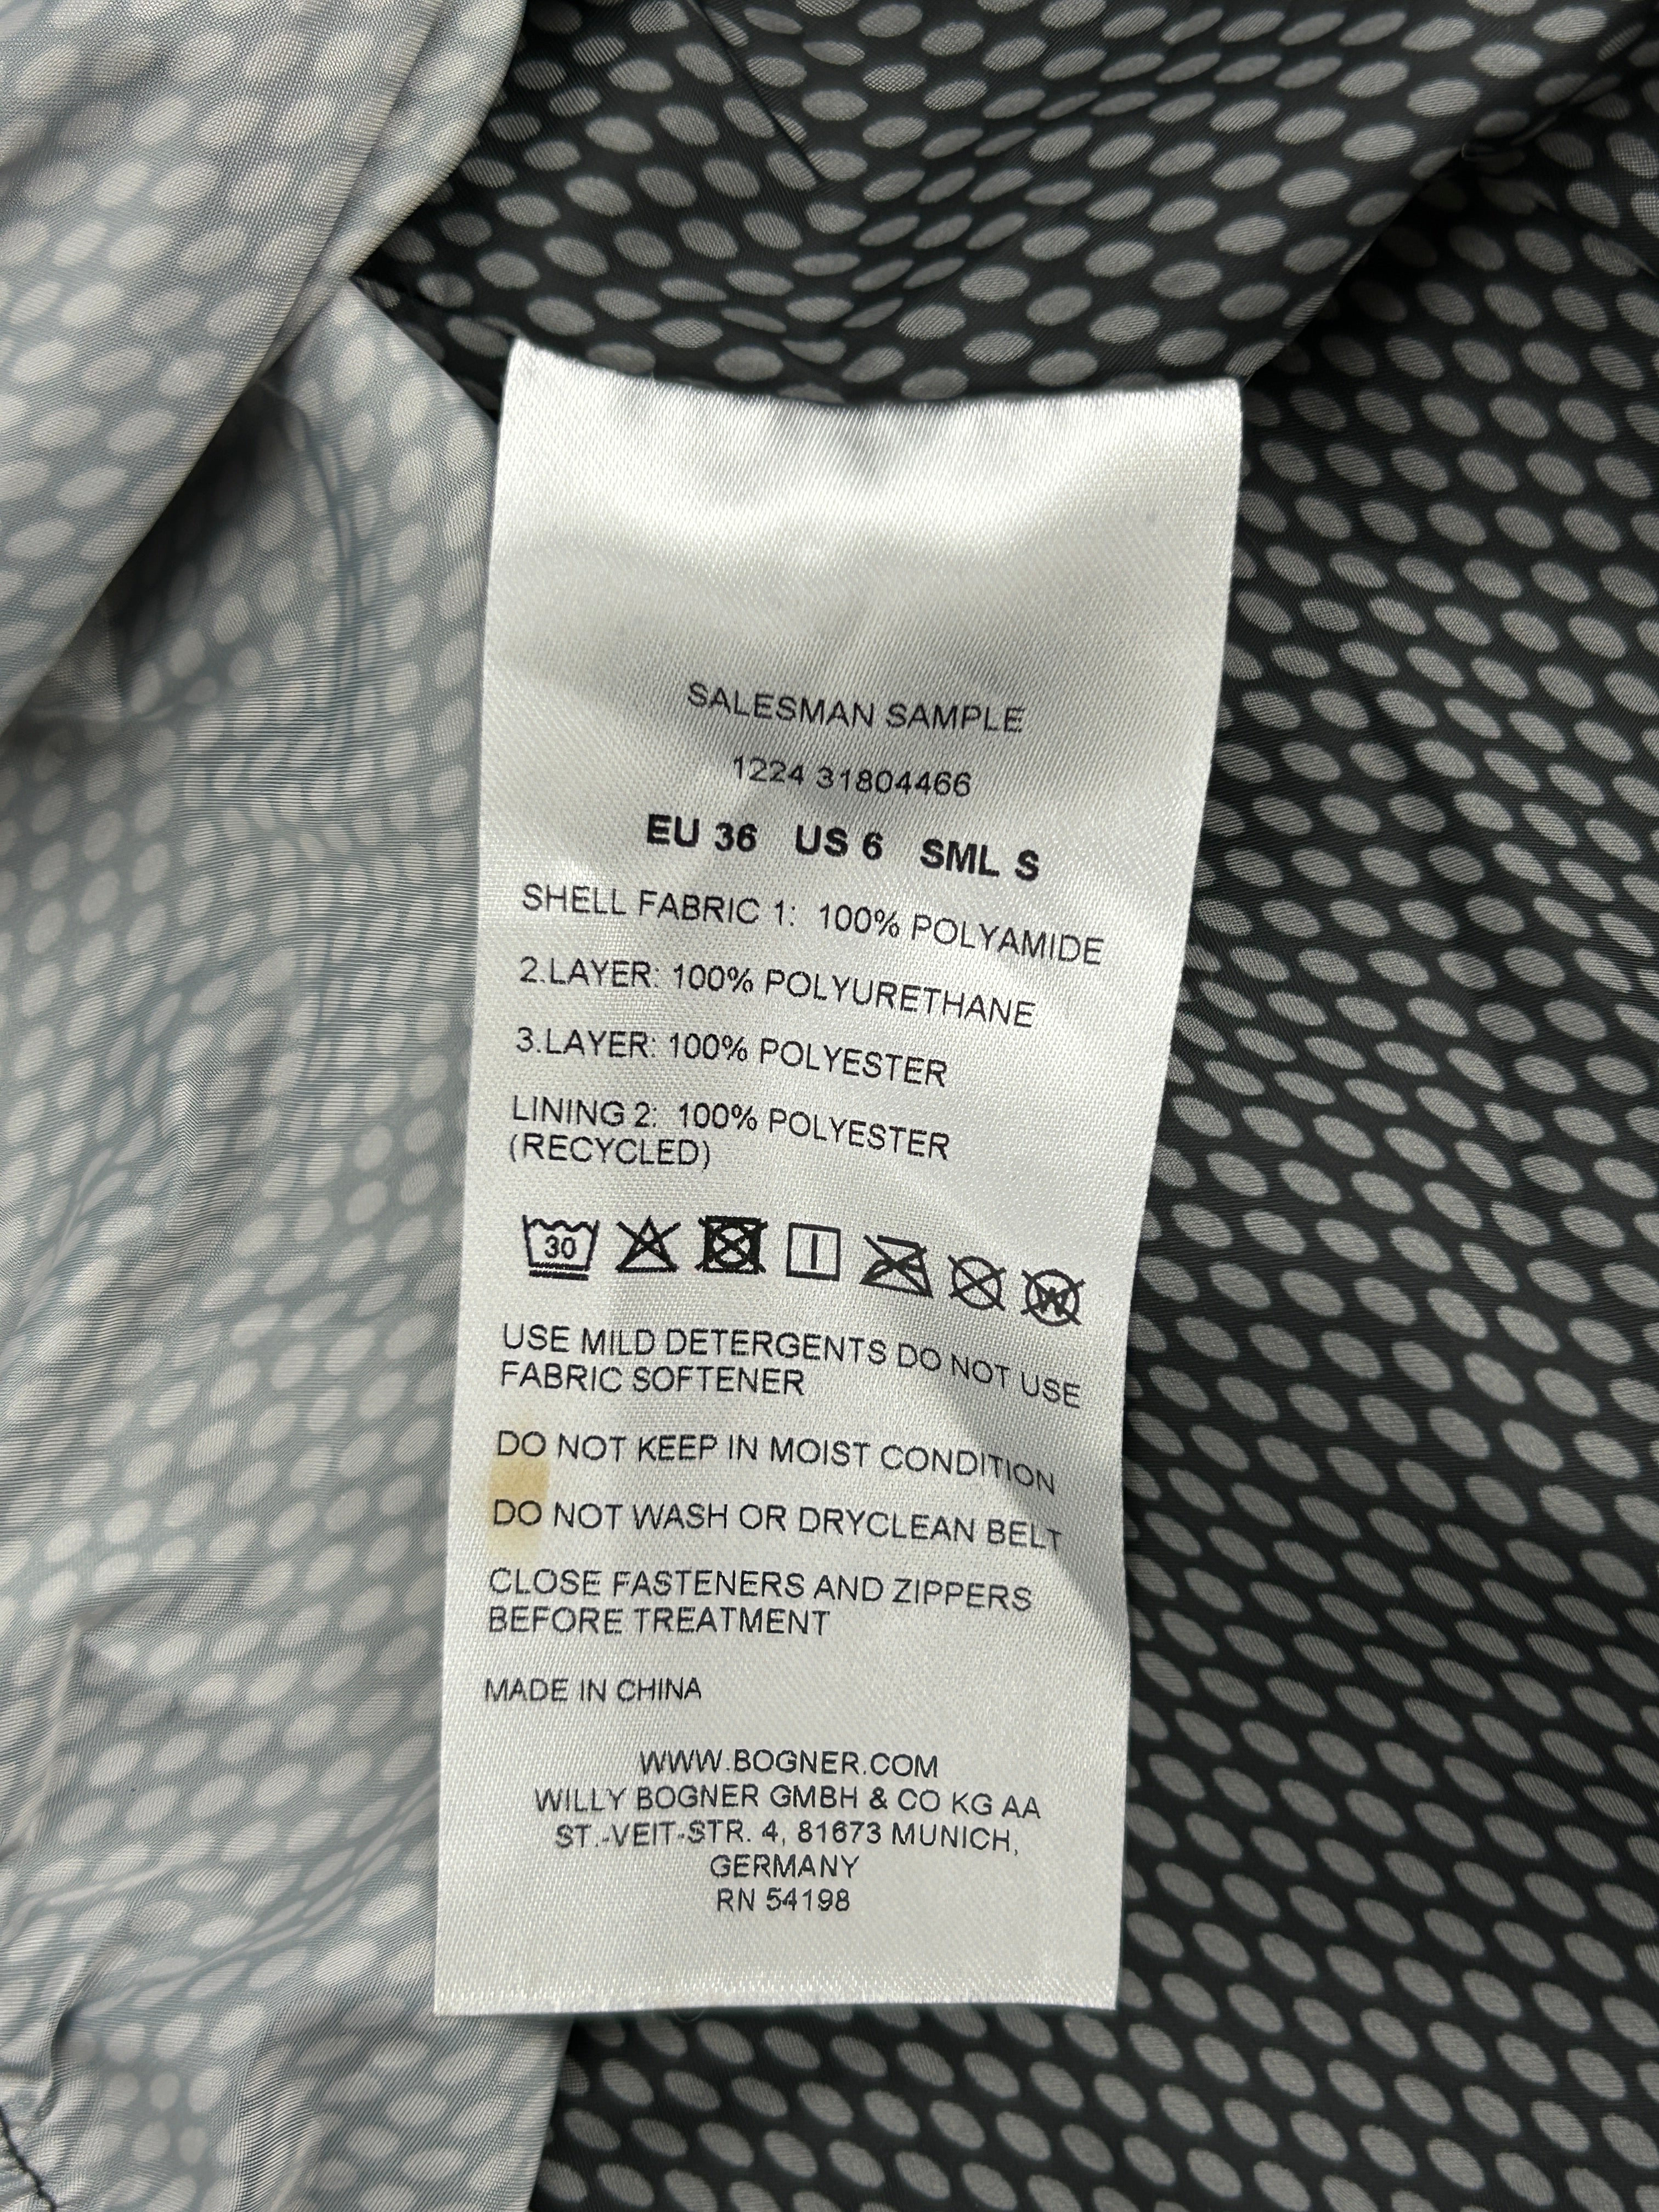 SALESMAN SAMPLE
1224 31804466
EU 36 US 6 SML S
SHELL FABRIC 1: 100% POLYAMIDE
2.LAYER: 100% POLYURETHANE
3.LAYER: 100% POLYESTER
LINING 2: 100% POLYESTER
(RECYCLED)
30 W
USE MILD DETERGENTS DO NOT USE
FABRIC SOFTENER
DO NOT KEEP IN MOIST CONDITION
DO NOT WASH OR DRYCLEAN BELT
CLOSE FASTENERS AND ZIPPERS
BEFORE TREATMENT
MADE IN CHINA
WWW.BOGNER.COM
WILLY BOGNER GMBH & CO KG AA
ST.-VEIT-STR. 4, 81673 MUNICH,
GERMANY
RN 54198